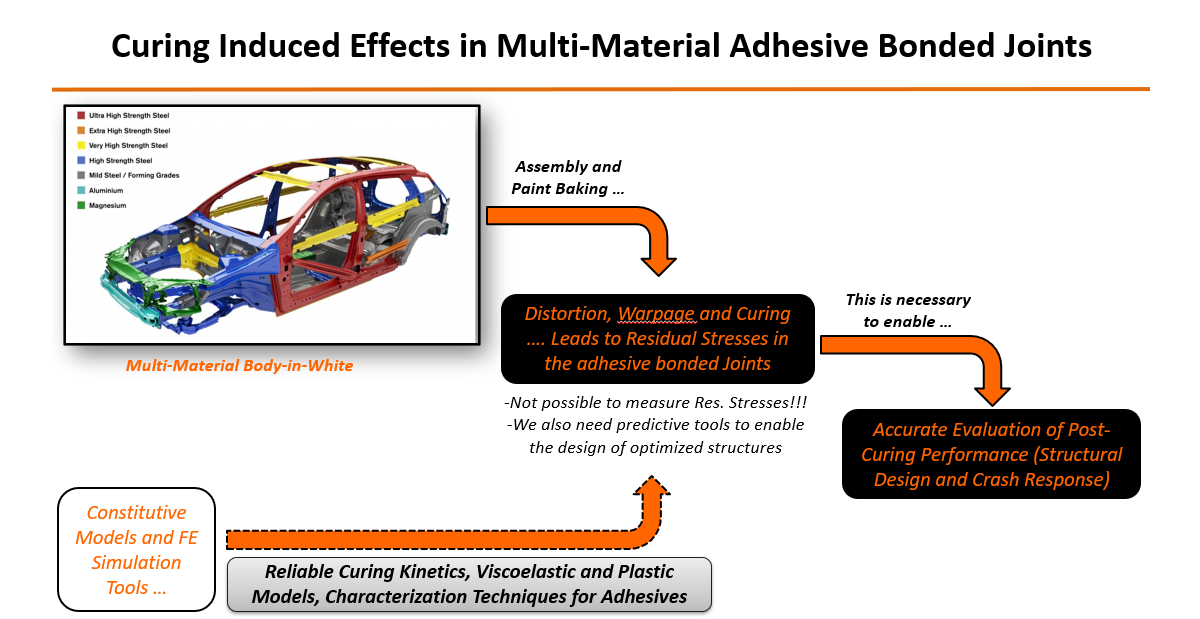 Curing Induced Effects in Multi-Material Adhesive Bonded Joints
Ultra High Strength Steel
Extra High Strength Steel
Very High Strength Steel
High Strength Steel
Mild Steel / Forming Grades
Aluminium
Magnesium
Multi-Material Body-in-White
Assembly and
Paint Baking ...
Distortion, Warpage and Curing
.... Leads to Residual Stresses in
the adhesive bonded Joints
-Not possible to measure Res. Stresses!!!
-We also need predictive tools to enable
the design of optimized structures
This is necessary
to enable ...
Accurate Evaluation of Post-
Curing Performance (Structural
Design and Crash Response)
Constitutive
Models and FE
Simulation
Tools ...
Reliable Curing Kinetics, Viscoelastic and Plastic
Models, Characterization Techniques for Adhesives